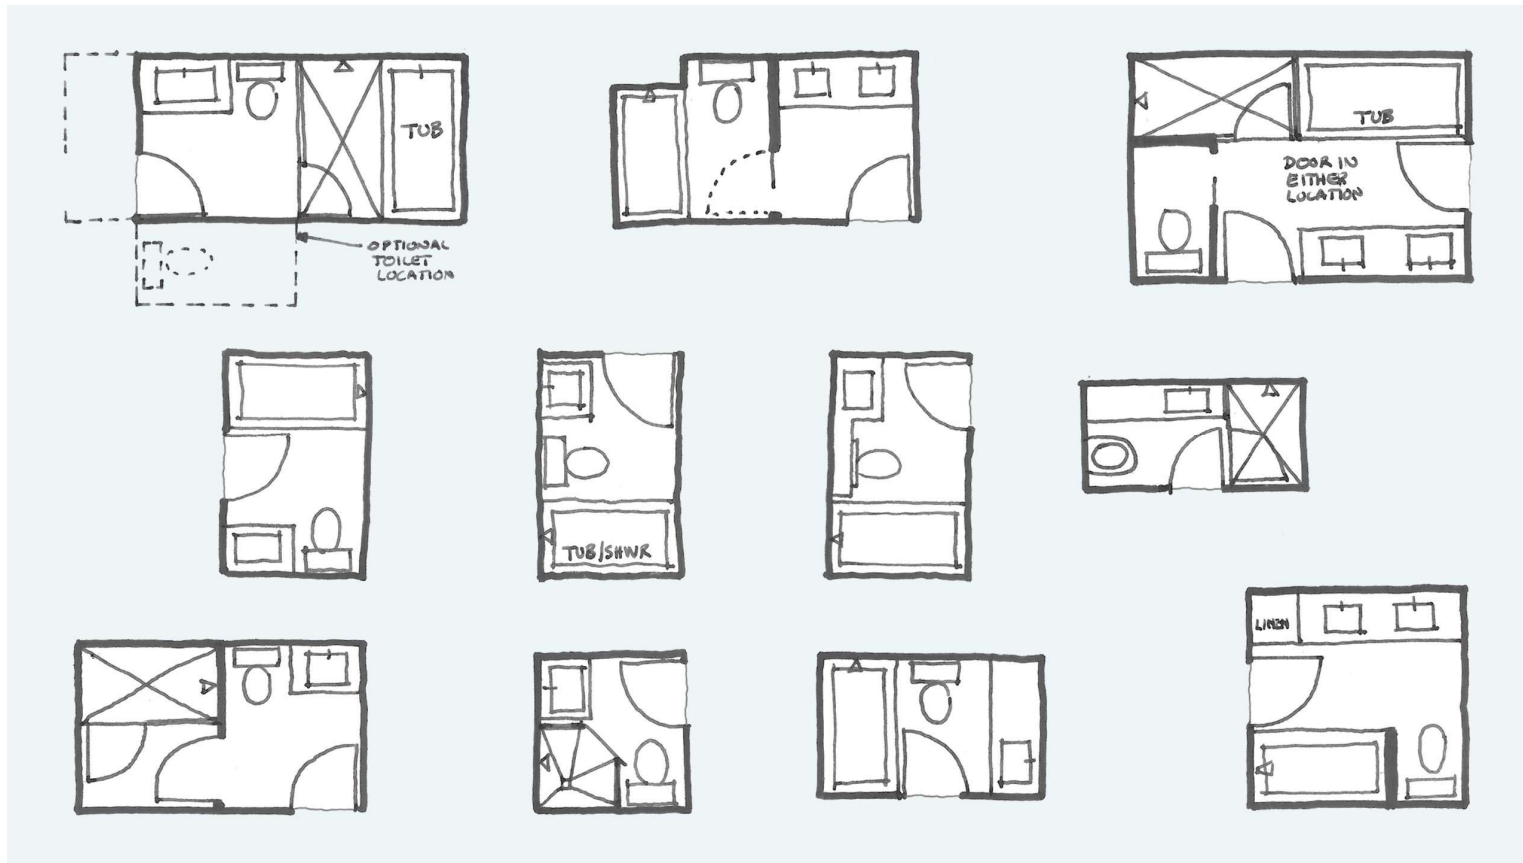 TUB
OPTIONAL
TOILET
LOCATION
TUB
DOOR IN
EITHER
LOCATION
TUB/SHWR
LINEN